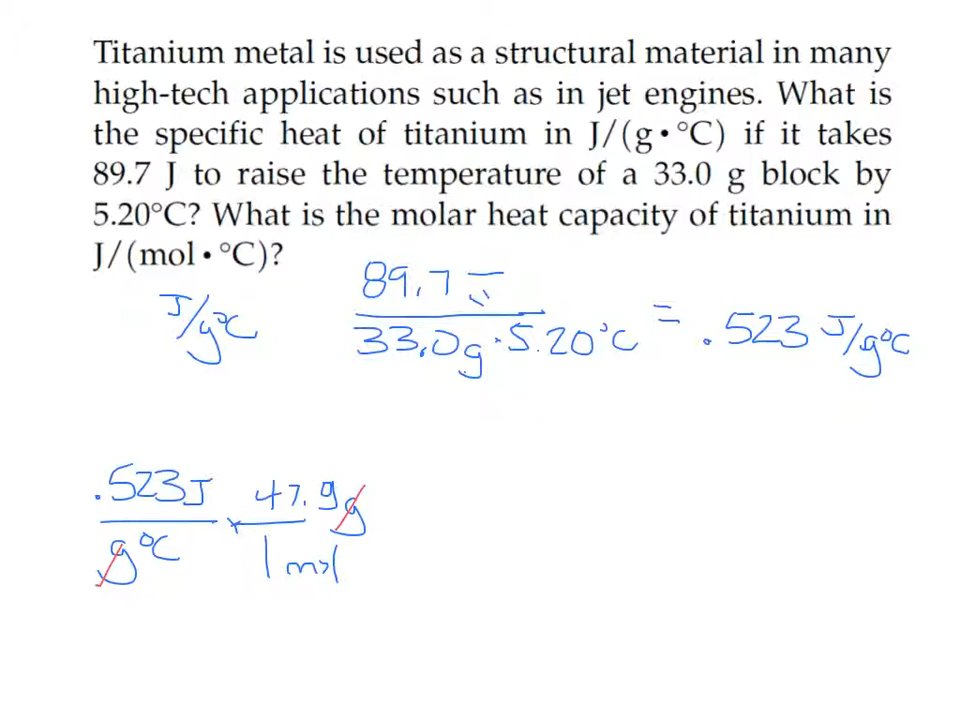 Titanium metal is used as a structural material in many
high-tech applications such as in jet engines. What is
the specific heat of titanium in J/(g•°C) if it takes
89.7 J to raise the temperature of a 33.0 g block by
5.20°C? What is the molar heat capacity of titanium in
J/(mol•°C)?
J/g°C
89.7 J
33.0g·5.20°C = .523 J/g°C
.523J × 47.9g
g°C 1 mol